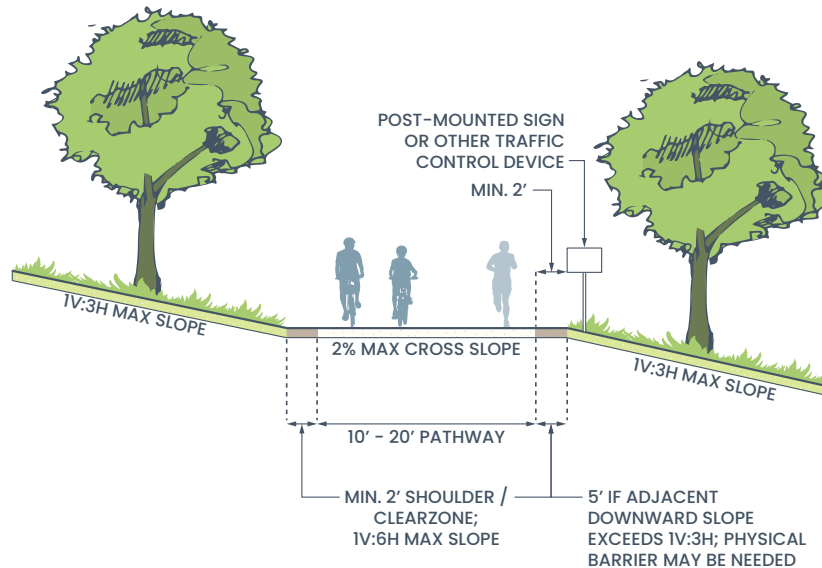 POST-MOUNTED SIGN
OR OTHER TRAFFIC
CONTROL DEVICE
MIN. 2’
1V:3H MAX SLOPE
2% MAX CROSS SLOPE
1V:3H MAX SLOPE
10’ - 20’ PATHWAY
MIN. 2’ SHOULDER /
CLEARZONE;
1V:6H MAX SLOPE
5’ IF ADJACENT
DOWNWARD SLOPE
EXCEEDS 1V:3H; PHYSICAL
BARRIER MAY BE NEEDED